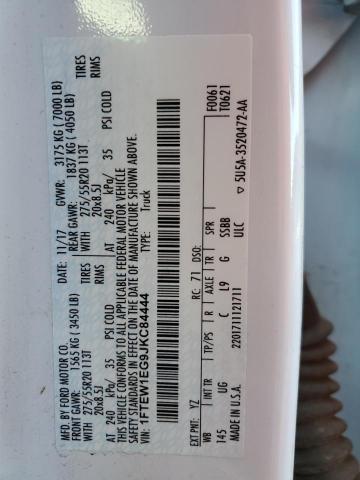 MFD. BY FORD MOTOR CO.
DATE: 11/17 GVWR: 3175 KG ( 7000 LB)
FRONT GAWR: 1565 KG ( 3450 LB) REAR GAWR: 1837 KG ( 4050 LB)
WITH 275/55R20 113T TIRES WITH 275/55R20 113T TIRES
20x8.5J RIMS 20x8.5J RIMS
AT 240 kPa/ 35 PSI COLD AT 240 kPa/ 35 PSI COLD
THIS VEHICLE CONFORMS TO ALL APPLICABLE FEDERAL MOTOR VEHICLE
SAFETY STANDARDS IN EFFECT ON THE DATE OF MANUFACTURE SHOWN ABOVE.
VIN: 1FTEW1EG9JKC84444 TYPE: Truck
F0061
T0621
EXT PNT: YZ RC: 71 DSO:
WB INT TR TP/PS R AXLE TR SPR
145 UG C L9 G SSBB
2201711121711 ULC
▽ 5U5A-3520472-AA